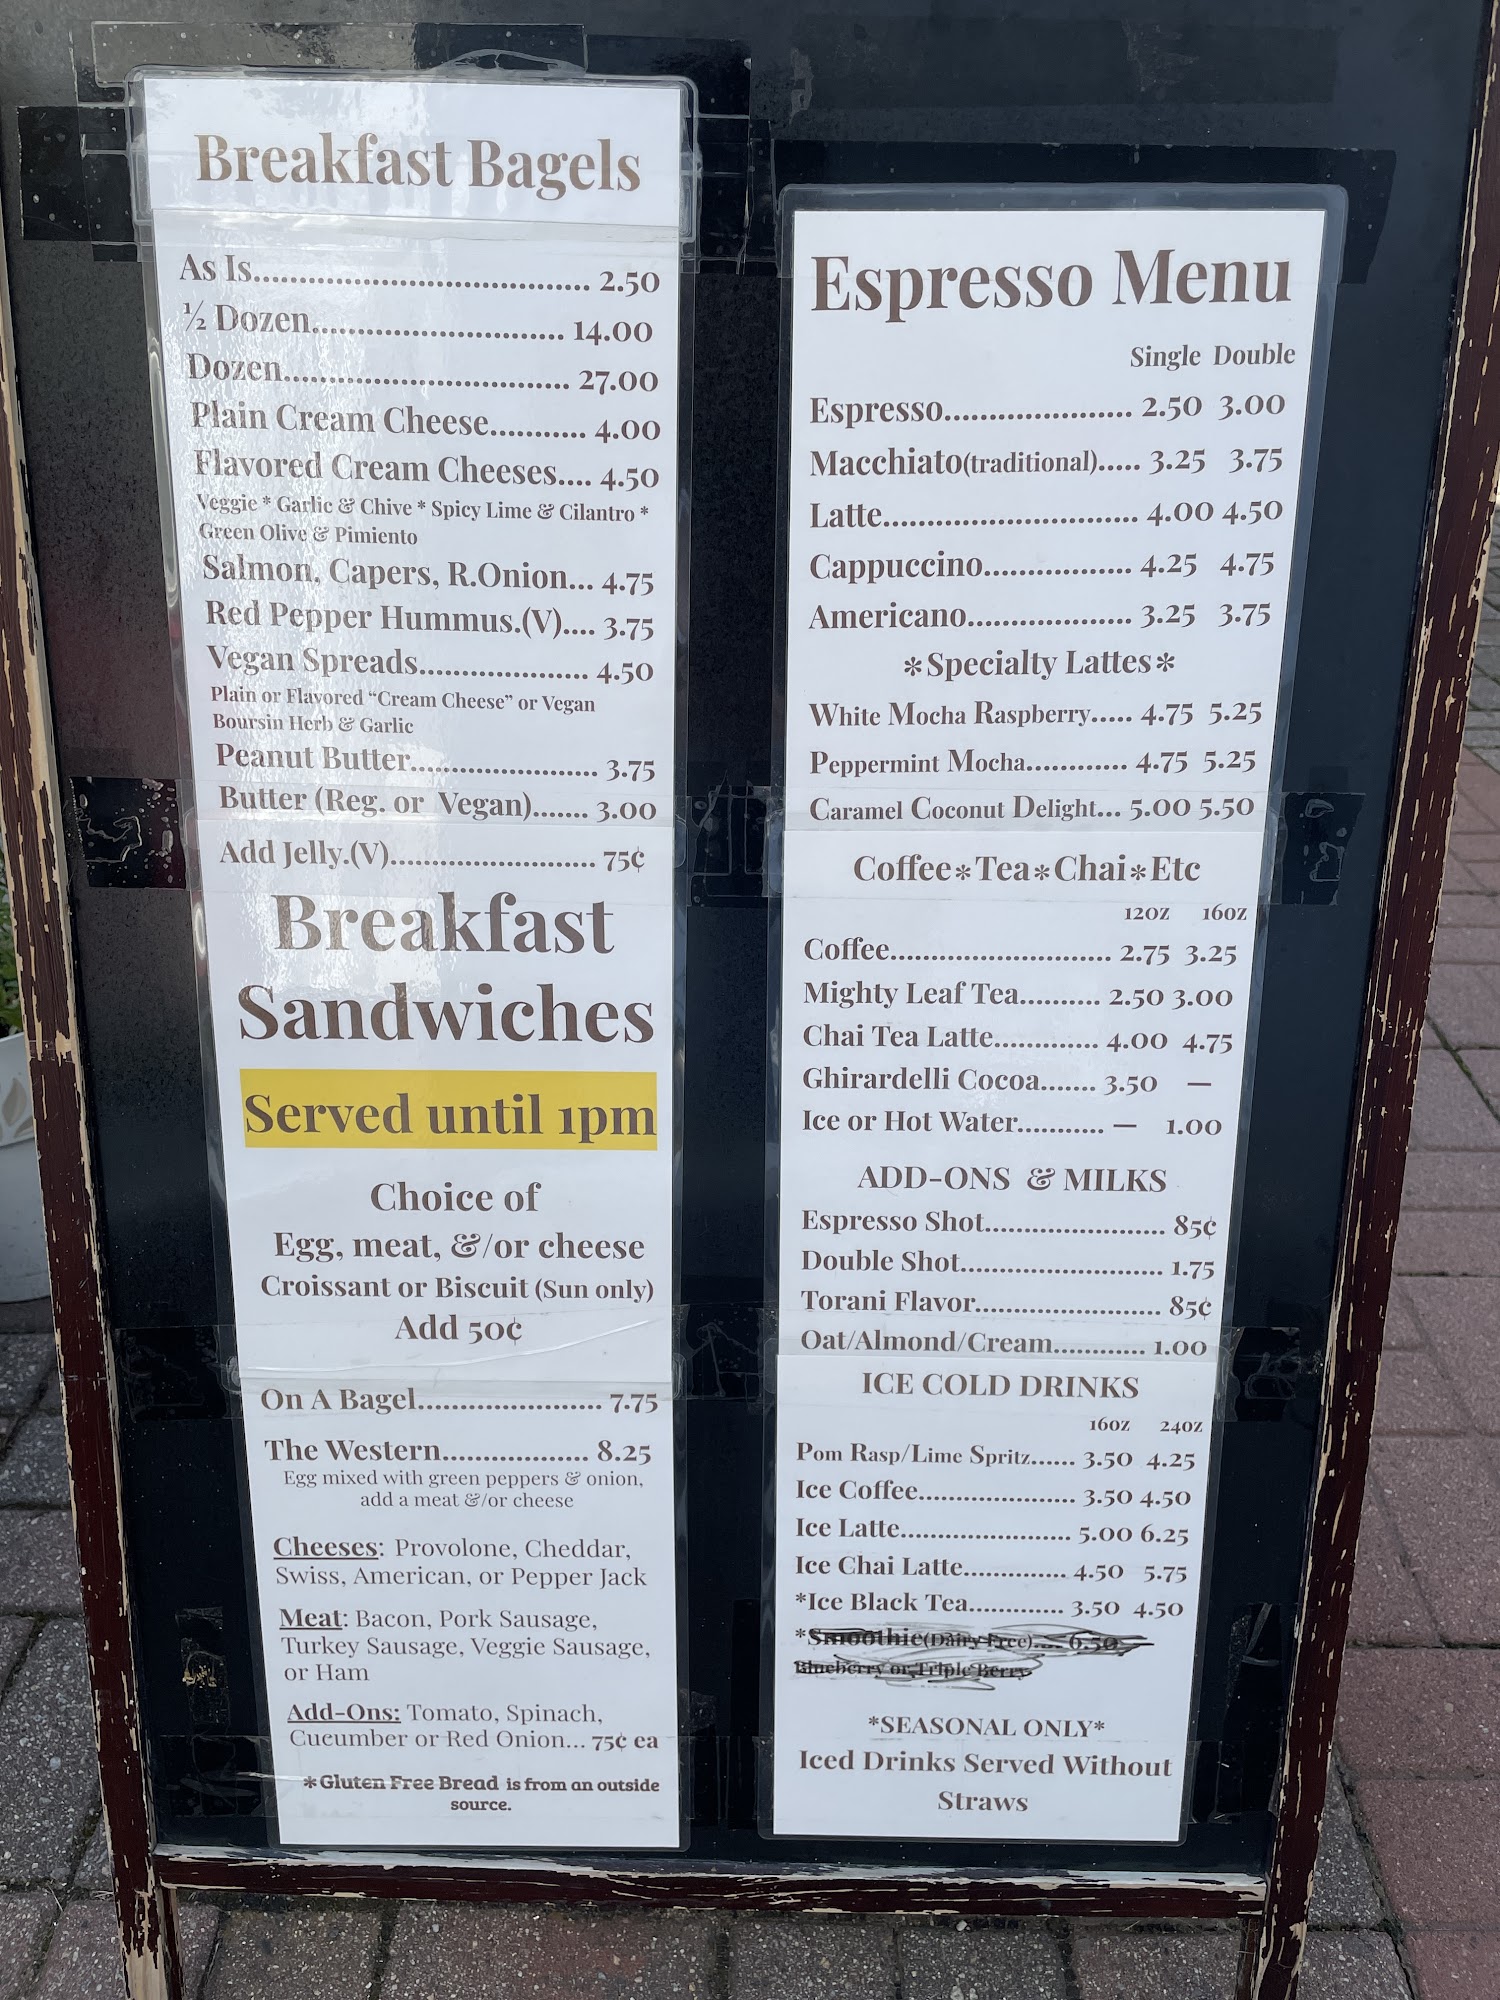 Breakfast Bagels
As Is..................................... 2.50
½ Dozen............................ 14.00
Dozen............................... 27.00
Plain Cream Cheese........... 4.00
Flavored Cream Cheeses.... 4.50
Veggie * Garlic & Chive * Spicy Lime & Cilantro *
Green Olive & Pimiento
Salmon, Capers, R.Onion... 4.75
Red Pepper Hummus.(V).... 3.75
Vegan Spreads................... 4.50
Plain or Flavored “Cream Cheese” or Vegan
Boursin Herb & Garlic
Peanut Butter...................... 3.75
Butter (Reg. or Vegan)....... 3.00
Add Jelly.(V)......................... 75¢
Breakfast
Sandwiches
Served until 1pm
Choice of
Egg, meat, &/or cheese
Croissant or Biscuit (Sun only)
Add 50¢
On A Bagel...................... 7.75
The Western.................. 8.25
Egg mixed with green peppers & onion,
add a meat &/or cheese
Cheeses: Provolone, Cheddar,
Swiss, American, or Pepper Jack
Meat: Bacon, Pork Sausage,
Turkey Sausage, Veggie Sausage,
or Ham
Add-Ons: Tomato, Spinach,
Cucumber or Red Onion... 75¢ ea
*Gluten Free Bread is from an outside
source.
Espresso Menu
Single Double
Espresso..................... 2.50 3.00
Macchiato(traditional)..... 3.25 3.75
Latte.............................. 4.00 4.50
Cappuccino................. 4.25 4.75
Americano................... 3.25 3.75
*Specialty Lattes*
White Mocha Raspberry..... 4.75 5.25
Peppermint Mocha............ 4.75 5.25
Caramel Coconut Delight... 5.00 5.50
Coffee*Tea*Chai*Etc
12oz 16oz
Coffee........................... 2.75 3.25
Mighty Leaf Tea.......... 2.50 3.00
Chai Tea Latte............. 4.00 4.75
Ghirardelli Cocoa....... 3.50 —
Ice or Hot Water........... — 1.00
ADD-ONS & MILKS
Espresso Shot...................... 85¢
Double Shot......................... 1.75
Torani Flavor....................... 85¢
Oat/Almond/Cream............ 1.00
ICE COLD DRINKS
16oz 24oz
Pom Rasp/Lime Spritz...... 3.50 4.25
Ice Coffee..................... 3.50 4.50
Ice Latte....................... 5.00 6.25
Ice Chai Latte............... 4.50 5.75
*Ice Black Tea............. 3.50 4.50
*Smoothie(Dairy Free).... 6.50
Blueberry or Triple Berry
*SEASONAL ONLY*
Iced Drinks Served Without
Straws